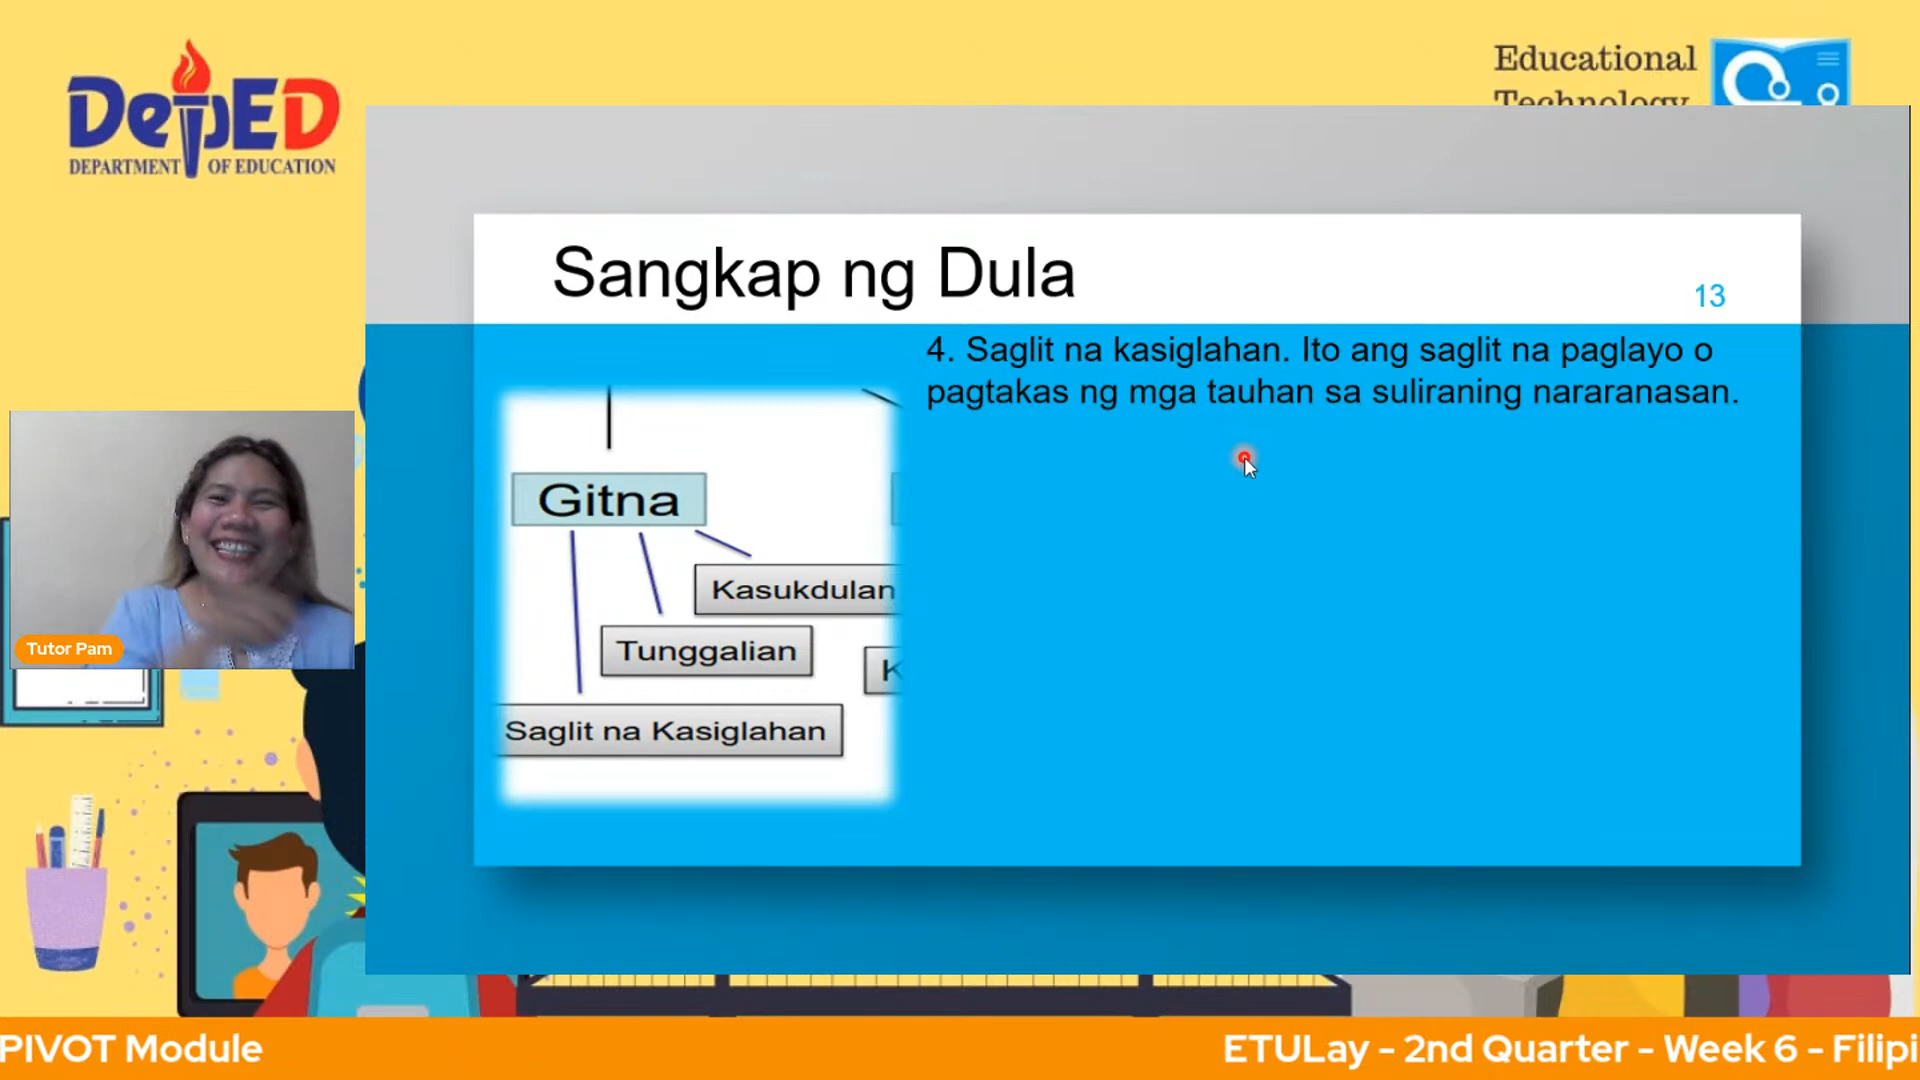 DepED
DEPARTMENT OF EDUCATION
Educational
Technology
Sangkap ng Dula
13
4. Saglit na kasiglahan. Ito ang saglit na paglayo o
pagtakas ng mga tauhan sa suliraning nararanasan.
Gitna
Kasukdulan
Tunggalian
K
Saglit na Kasiglahan
Tutor Pam
PIVOT Module
ETULay - 2nd Quarter - Week 6 - Filipi